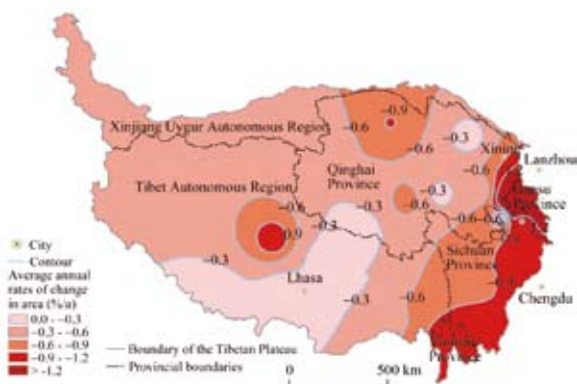 -0.9
-0.6
-0.3
Xinjiang Uygur Autonomous Region
-0.6
Xining
Lanzhou
Qinghai
Province
-0.6
Gansu
Province
Tibet Autonomous Region
-0.6
-0.3
-0.6
-0.3
-0.6
-0.3
0.9
Sichuan
Province
City
Contour
-0.3
Average annual
rates of change
in area (%/a)
Lhasa
-0.3
-0.6
Chengdu
0.0 - -0.3
-0.3 - -0.6
-0.6 - -0.9
-0.9 - -1.2
> -1.2
Province
Boundary of the Tibetan Plateau
Provincial boundaries
0
500 km